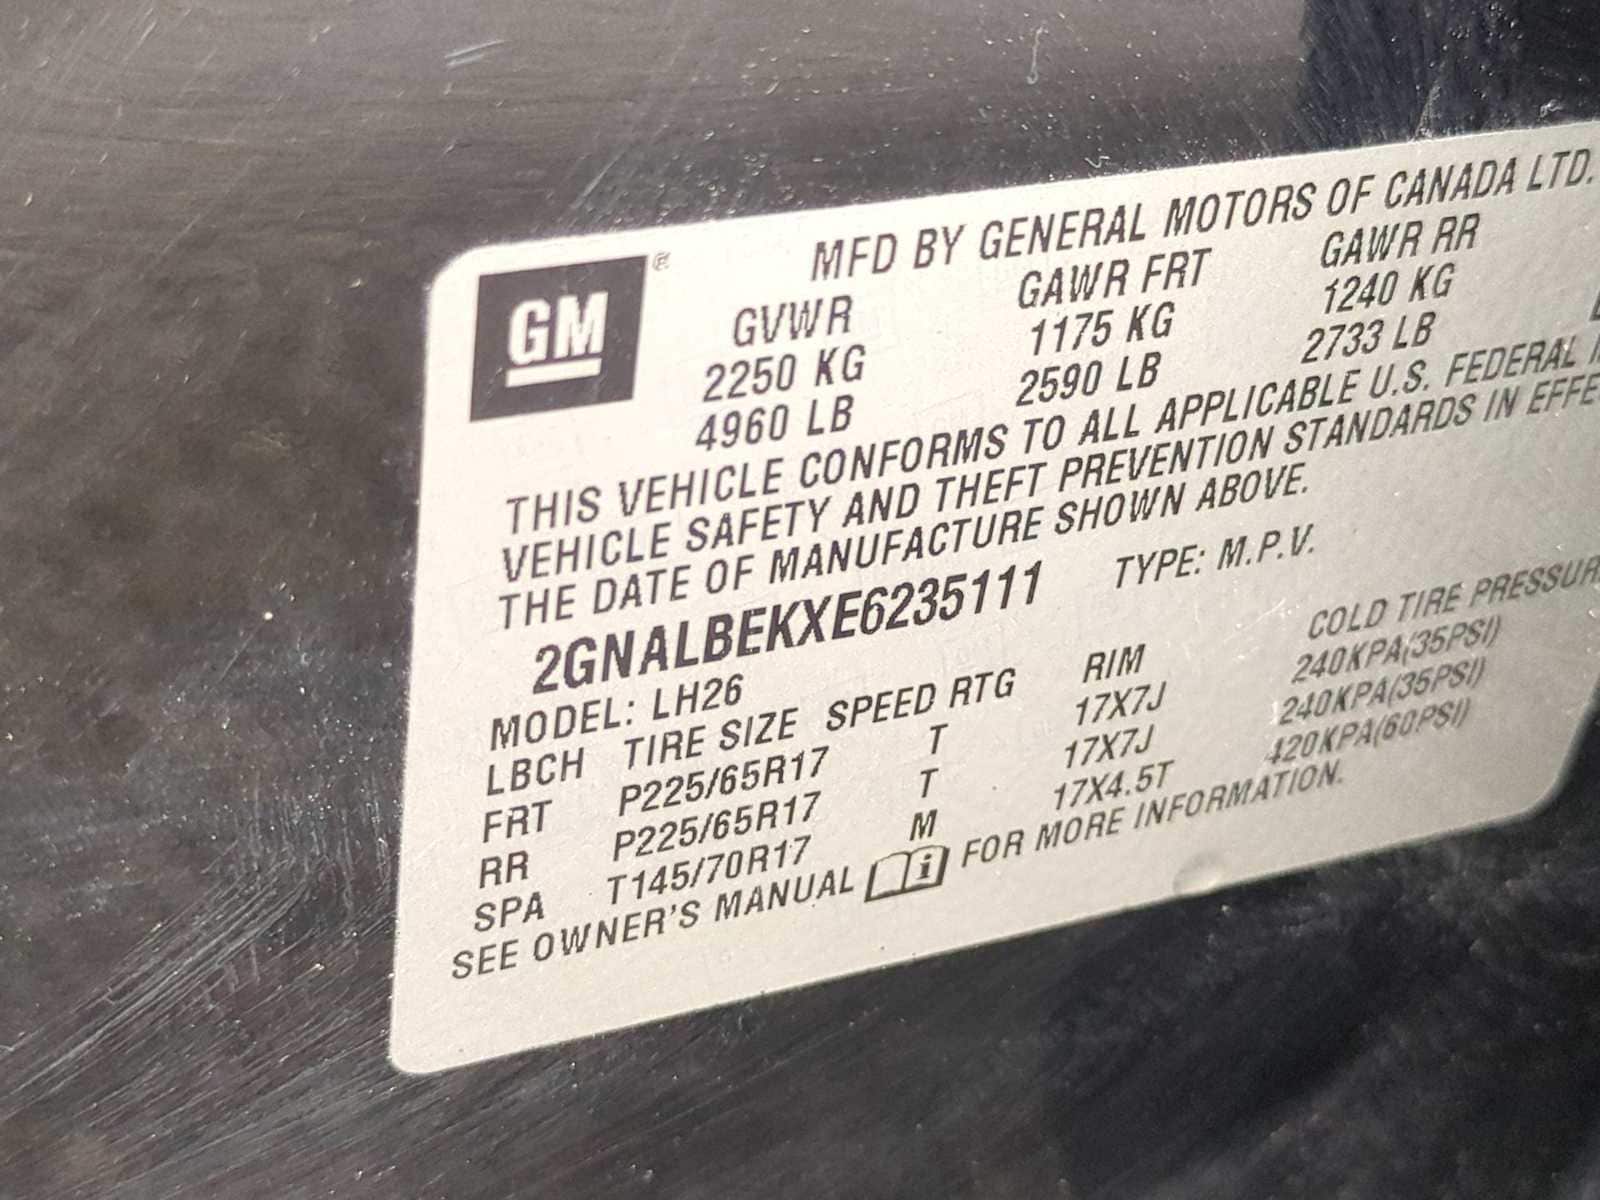 MFD BY GENERAL MOTORS OF CANADA LTD.
GM®
GVWR GAWR FRT GAWR RR
2250 KG 1175 KG 1240 KG
4960 LB 2590 LB 2733 LB
THIS VEHICLE CONFORMS TO ALL APPLICABLE U.S. FEDERAL
VEHICLE SAFETY AND THEFT PREVENTION STANDARDS IN EFFE
THE DATE OF MANUFACTURE SHOWN ABOVE.
2GNALBEKXE6235111 TYPE: M.P.V.
MODEL: LH26
LBCH TIRE SIZE SPEED RTG RIM COLD TIRE PRESSUR
FRT P225/65R17 T 17X7J 240KPA(35PSI)
RR P225/65R17 T 17X7J 240KPA(35PSI)
SPA T145/70R17 M 17X4.5T 420KPA(60PSI)
SEE OWNER'S MANUAL i FOR MORE INFORMATION.